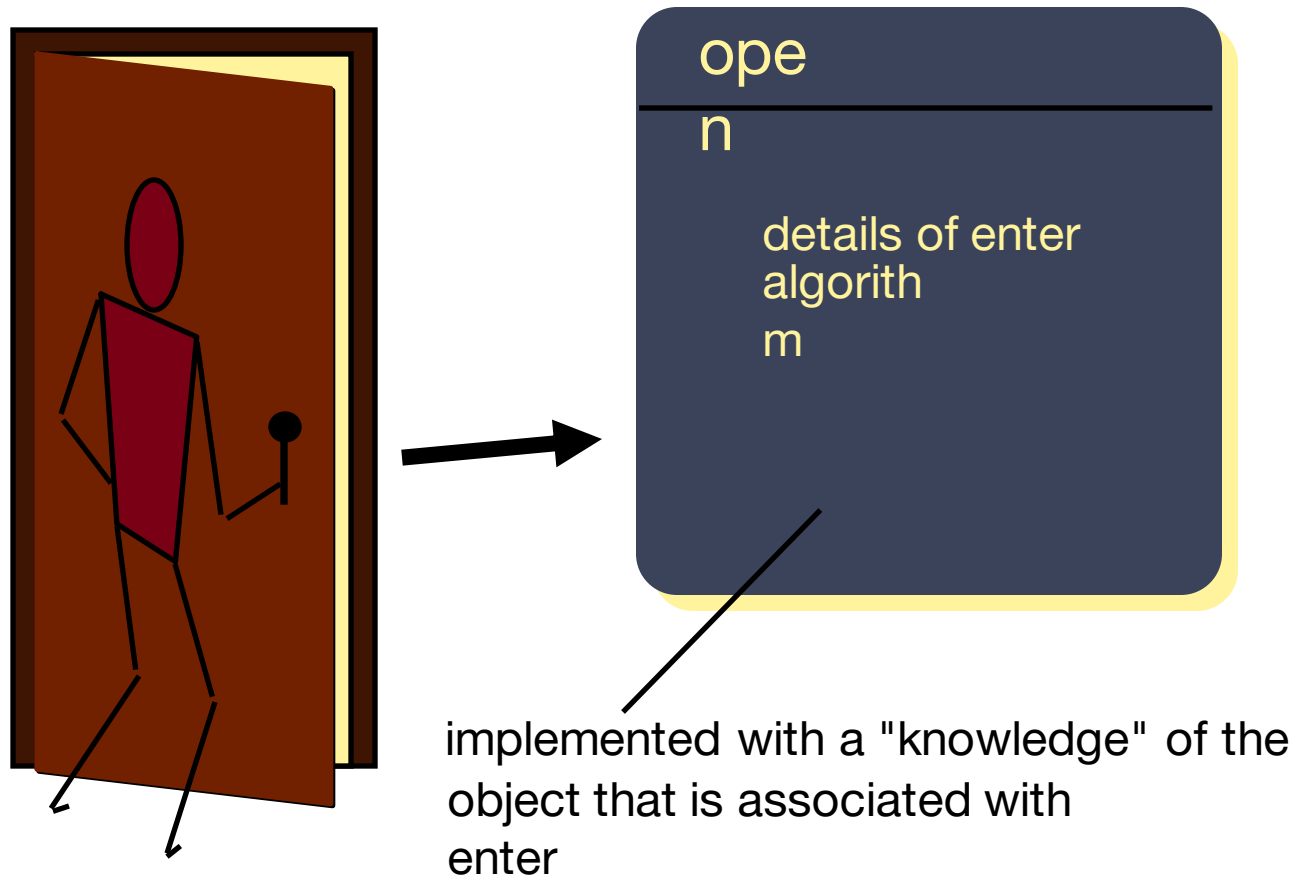 ope
n
details of enter
algorith
m
implemented with a "knowledge" of the
object that is associated with
enter